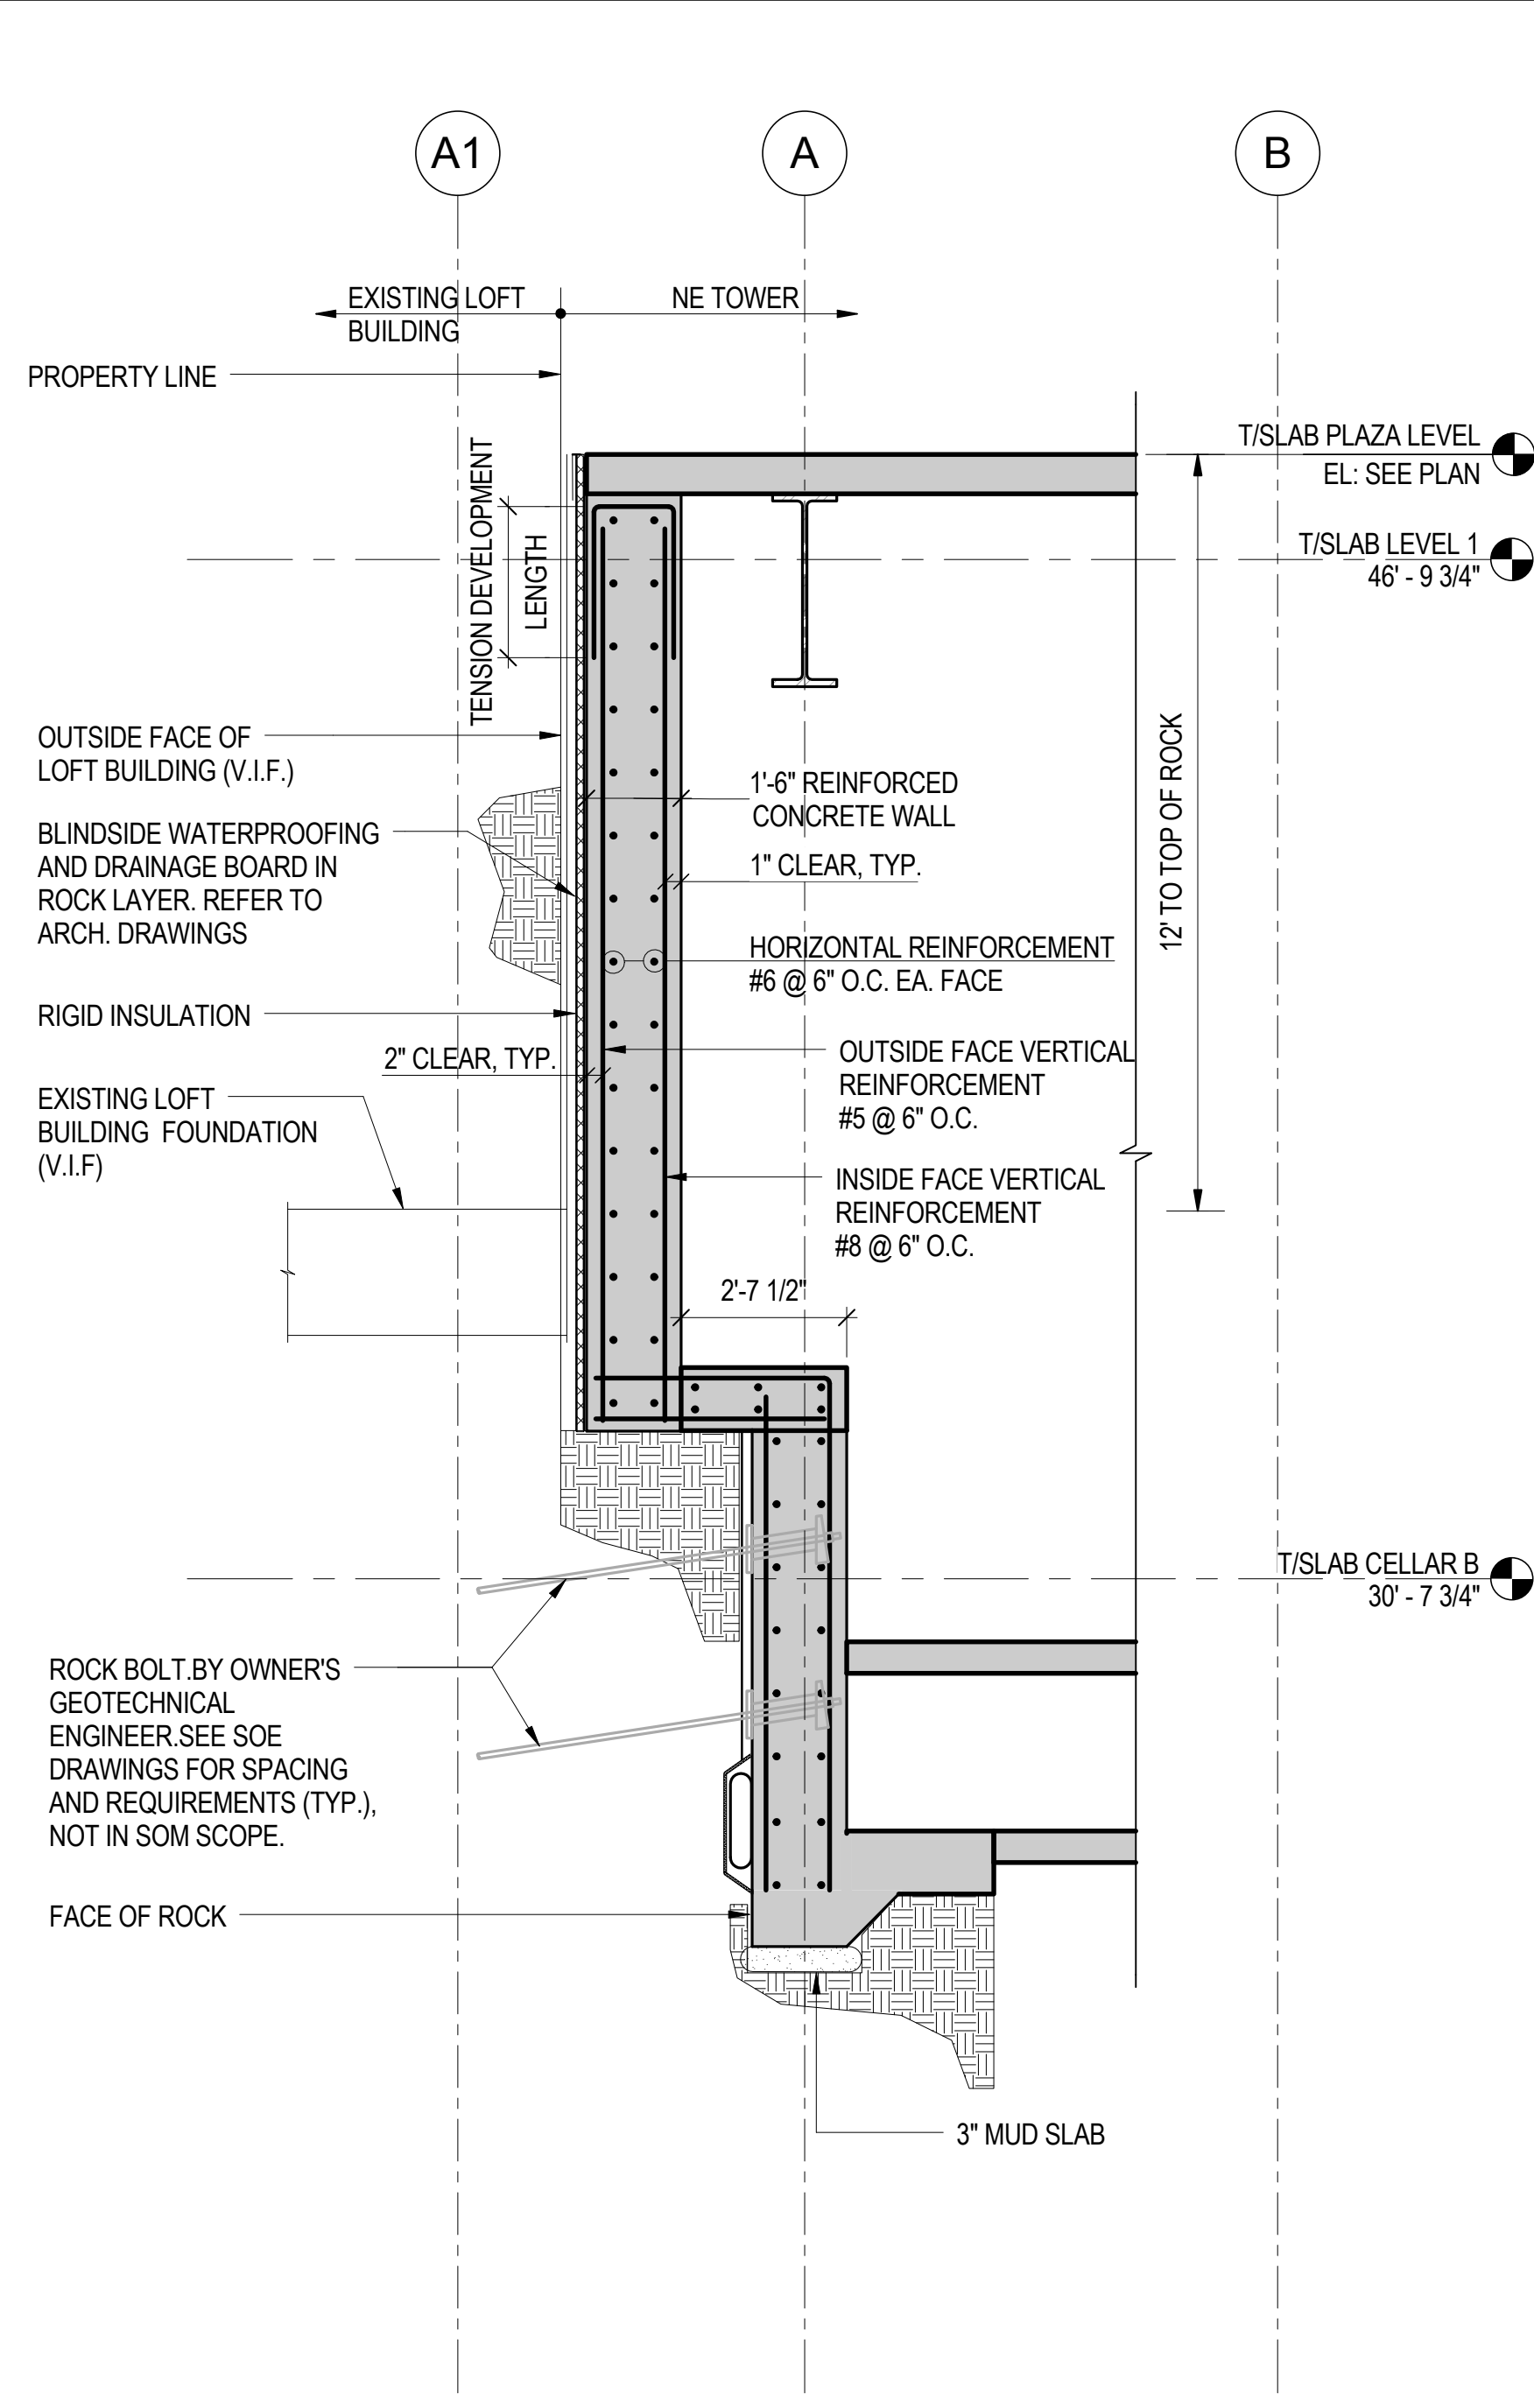 A1
A
B
EXISTING LOFT
BUILDING
NE TOWER
PROPERTY LINE
T/SLAB PLAZA LEVEL
EL: SEE PLAN
TENSION DEVELOPMENT
LENGTH
T/SLAB LEVEL 1
46' - 9 3/4"
OUTSIDE FACE OF
LOFT BUILDING (V.I.F.)
1'-6" REINFORCED
CONCRETE WALL
12' TO TOP OF ROCK
BLINDSIDE WATERPROOFING
AND DRAINAGE BOARD IN
ROCK LAYER. REFER TO
ARCH. DRAWINGS
1" CLEAR, TYP.
HORIZONTAL REINFORCEMENT
#6 @ 6" O.C. EA. FACE
RIGID INSULATION
2" CLEAR, TYP.
OUTSIDE FACE VERTICAL
REINFORCEMENT
#5 @ 6" O.C.
EXISTING LOFT
BUILDING  FOUNDATION
(V.I.F)
INSIDE FACE VERTICAL
REINFORCEMENT
#8 @ 6" O.C.
2'-7 1/2"
T/SLAB CELLAR B
30' - 7 3/4"
ROCK BOLT.BY OWNER'S
GEOTECHNICAL
ENGINEER.SEE SOE
DRAWINGS FOR SPACING
AND REQUIREMENTS (TYP.),
NOT IN SOM SCOPE.
FACE OF ROCK
3" MUD SLAB